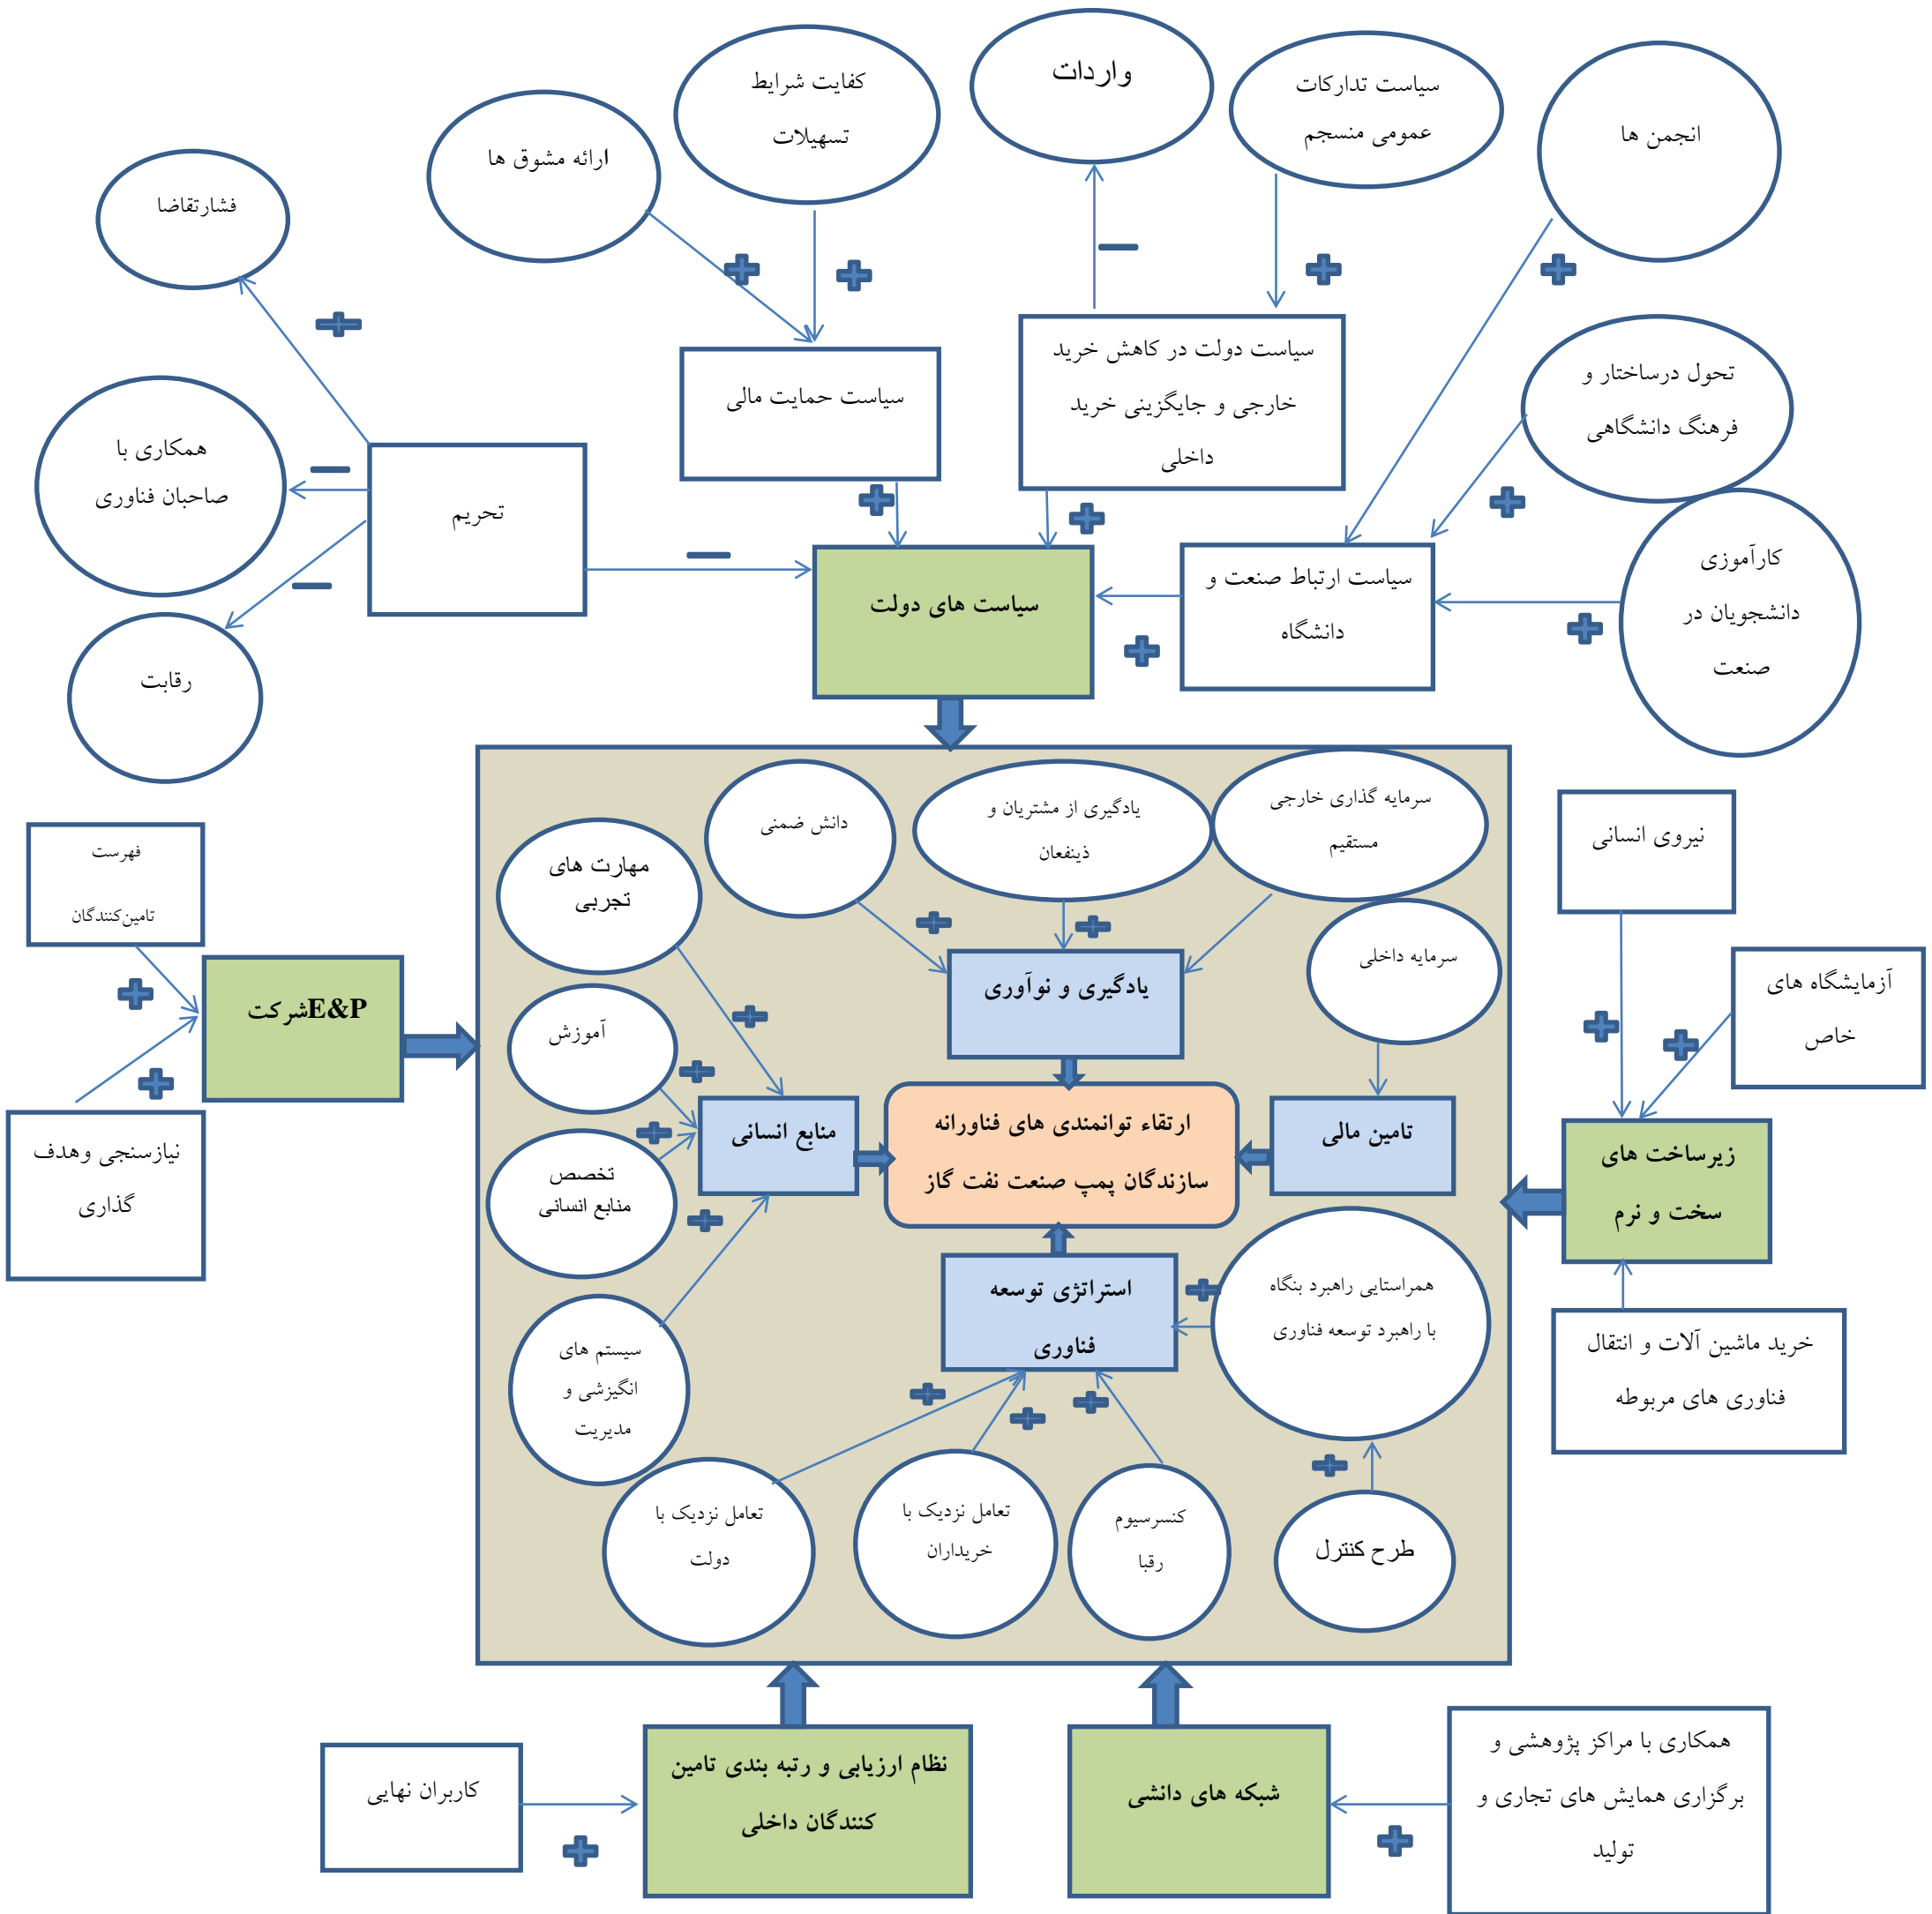 واردات
کفایت شرایط
تسهیلات
سیاست تدارکات
عمومی منسجم
انجمن ها
ارائه مشوق ها
فشارتقاضا
سیاست دولت در کاهش خرید
خارجی و جایگزینی خرید
داخلی
تحول درساختار و
فرهنگ دانشگاهی
سیاست حمایت مالی
همکاری با
صاحبان فناوری
تحریم
کارآموزی
دانشجویان در
صنعت
سیاست ارتباط صنعت و
دانشگاه
سیاست های دولت
رقابت
سرمایه گذاری خارجی
مستقیم
یادگیری از مشتریان و
ذینفعان
دانش ضمنی
مهارت های
تجربی
نیروی انسانی
فهرست
تامین‌کنندگان
سرمایه داخلی
یادگیری و نوآوری
آزمایشگاه های
خاص
شرکتE&P
آموزش
نیازسنجی وهدف
گذاری
منابع انسانی
ارتقاء توانمندی های فناورانه
سازندگان پمپ صنعت نفت گاز
تامین مالی
زیرساخت های
سخت و نرم
تخصص
منابع انسانی
استراتژی توسعه
فناوری
همراستایی راهبرد بنگاه
با راهبرد توسعه فناوری
خرید ماشین آلات و انتقال
فناوری های مربوطه
سیستم های
انگیزشی و
مدیریت
تعامل نزدیک با
دولت
تعامل نزدیک با
خریداران
کنسرسیوم
رقبا
طرح کنترل
کاربران نهایی
نظام ارزیابی و رتبه بندی تامین
کنندگان داخلی
شبکه های دانشی
همکاری با مراکز پژوهشی و
برگزاری همایش های تجاری و
تولید